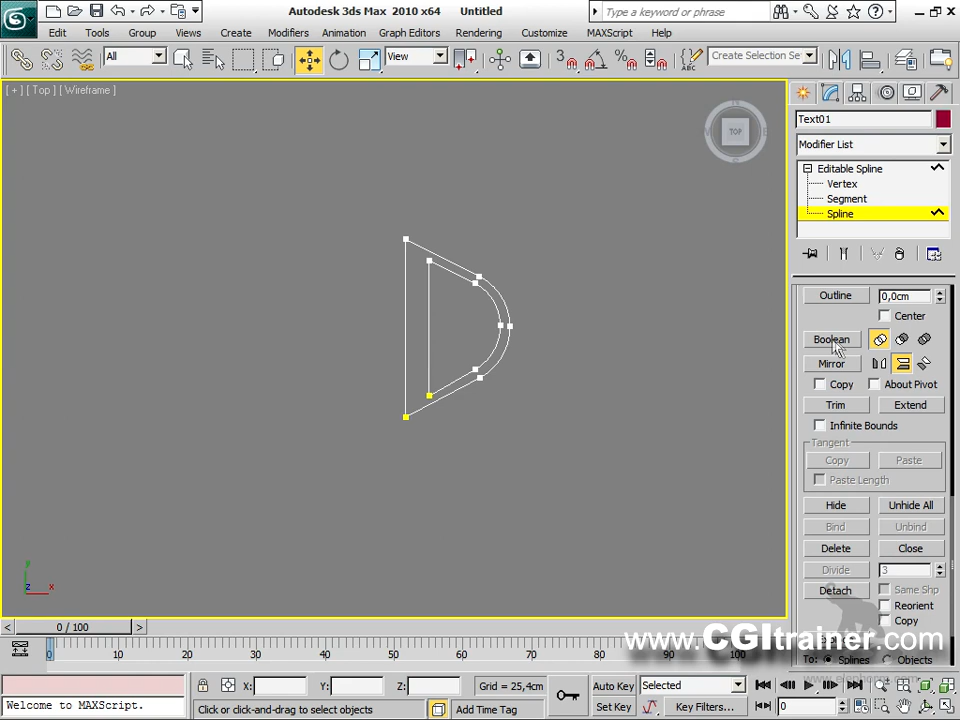 Autodesk 3ds Max 2010 x64 Untitled
Type a keyword or phrase
Edit Tools Group Views Create Modifiers Animation Graph Editors Rendering Customize MAXScript Help
All View 3 Create Selection Se
[ + ] [ Top ] [ Wireframe ]
TOP
Text01
Modifier List
Editable Spline
Vertex
Segment
Spline
Outline 0,0cm
Center
Boolean
Mirror
Copy About Pivot
Trim Extend
Infinite Bounds
Tangent
Copy Paste
Paste Length
Hide Unhide All
Bind Unbind
Delete Close
Divide 3
Detach Same Shp
Reorient
Copy
y
z x
www.CGItrainer.com
To: Splines Objects
< 0 / 100 >
0 10 20 30 40 50 60 70 80 90 100
X: Y: Z: Grid = 25,4cm Auto Key Selected
Welcome to MAXScript. Click or click-and-drag to select objects Add Time Tag Set Key Key Filters... 0